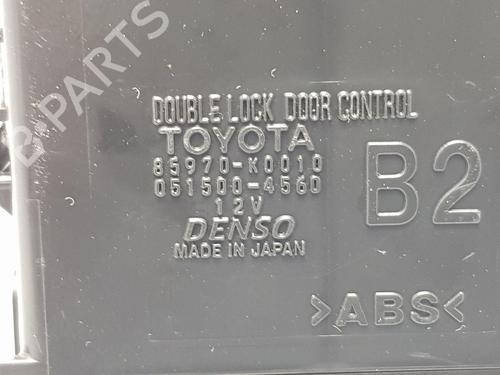 DOUBLE LOCK DOOR CONTROL
TOYOTA
85970-K0010
051500-4560
12V
DENSO
MADE IN JAPAN
B2
>ABS<
B-PARTS